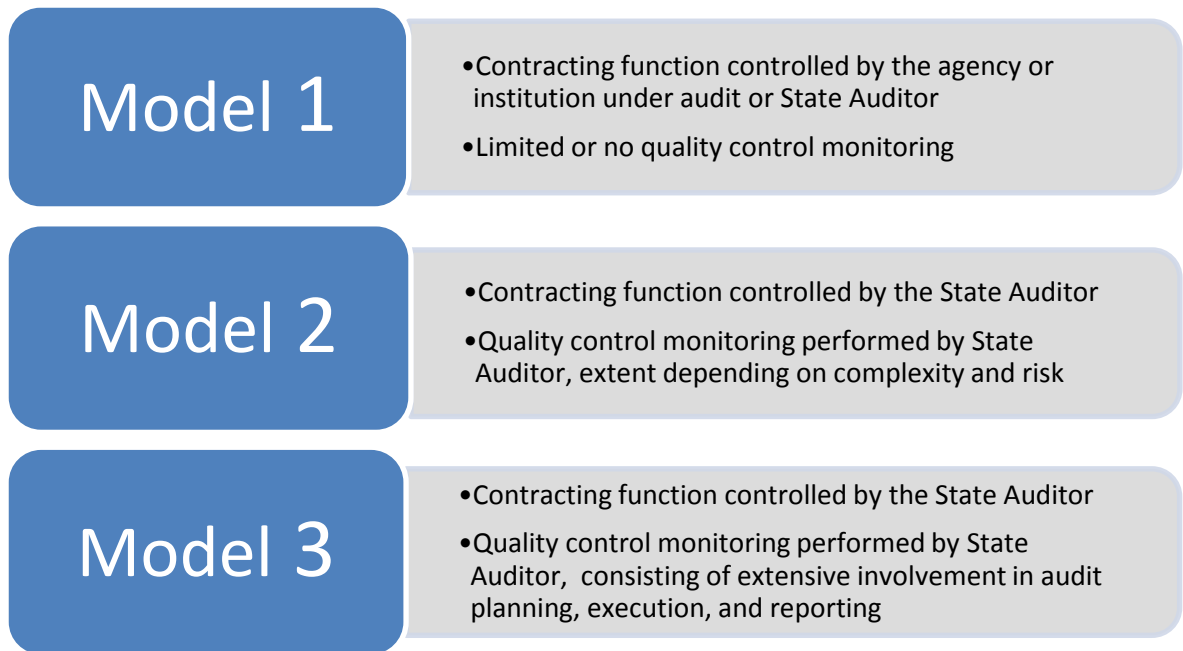 Model 1
•Contracting function controlled by the agency or
institution under audit or State Auditor
•Limited or no quality control monitoring
Model 2
•Contracting function controlled by the State Auditor
•Quality control monitoring performed by State
Auditor, extent depending on complexity and risk
Model 3
•Contracting function controlled by the State Auditor
•Quality control monitoring performed by State
Auditor, consisting of extensive involvement in audit
planning, execution, and reporting